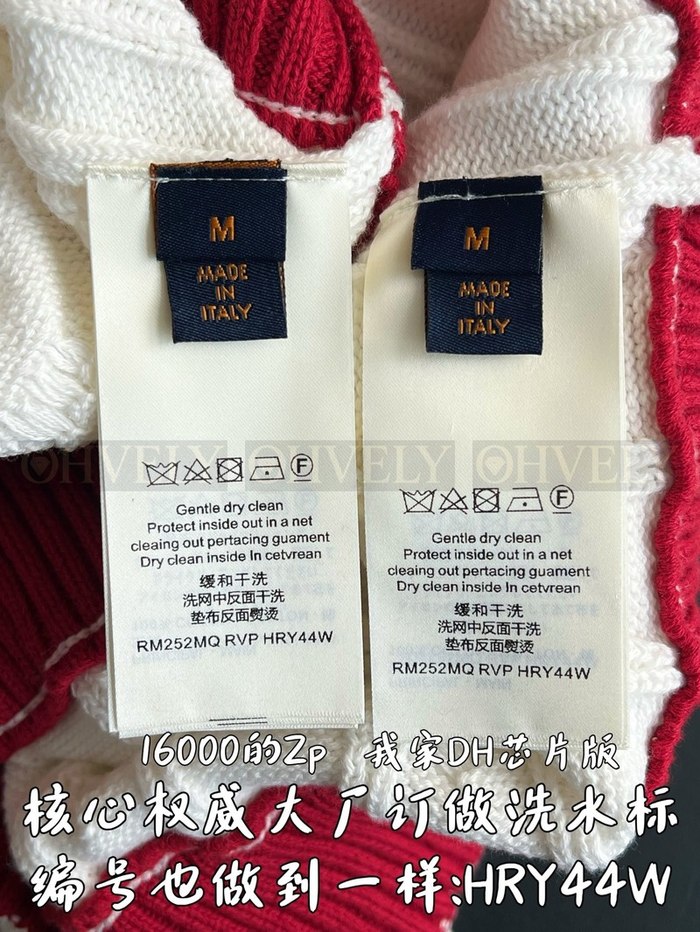 M
MADE
IN
ITALY
Gentle dry clean
Protect inside out in a net
cleaing out pertacing guament
Dry clean inside In cetvrean
缓和干洗
洗网中反面干洗
垫布反面熨烫
RM252MQ RVP HRY44W
M
MADE
IN
ITALY
Gentle dry clean
Protect inside out in a net
cleaing out pertacing guament
Dry clean inside In cetvrean
缓和干洗
洗网中反面干洗
垫布反面熨烫
RM252MQ RVP HRY44W
F
F
OHVELY OHVELY OHVELY
16000的Zp 我家DH芯片版
核心权威大厂订做洗水标
编号也做到一样:HRY44W